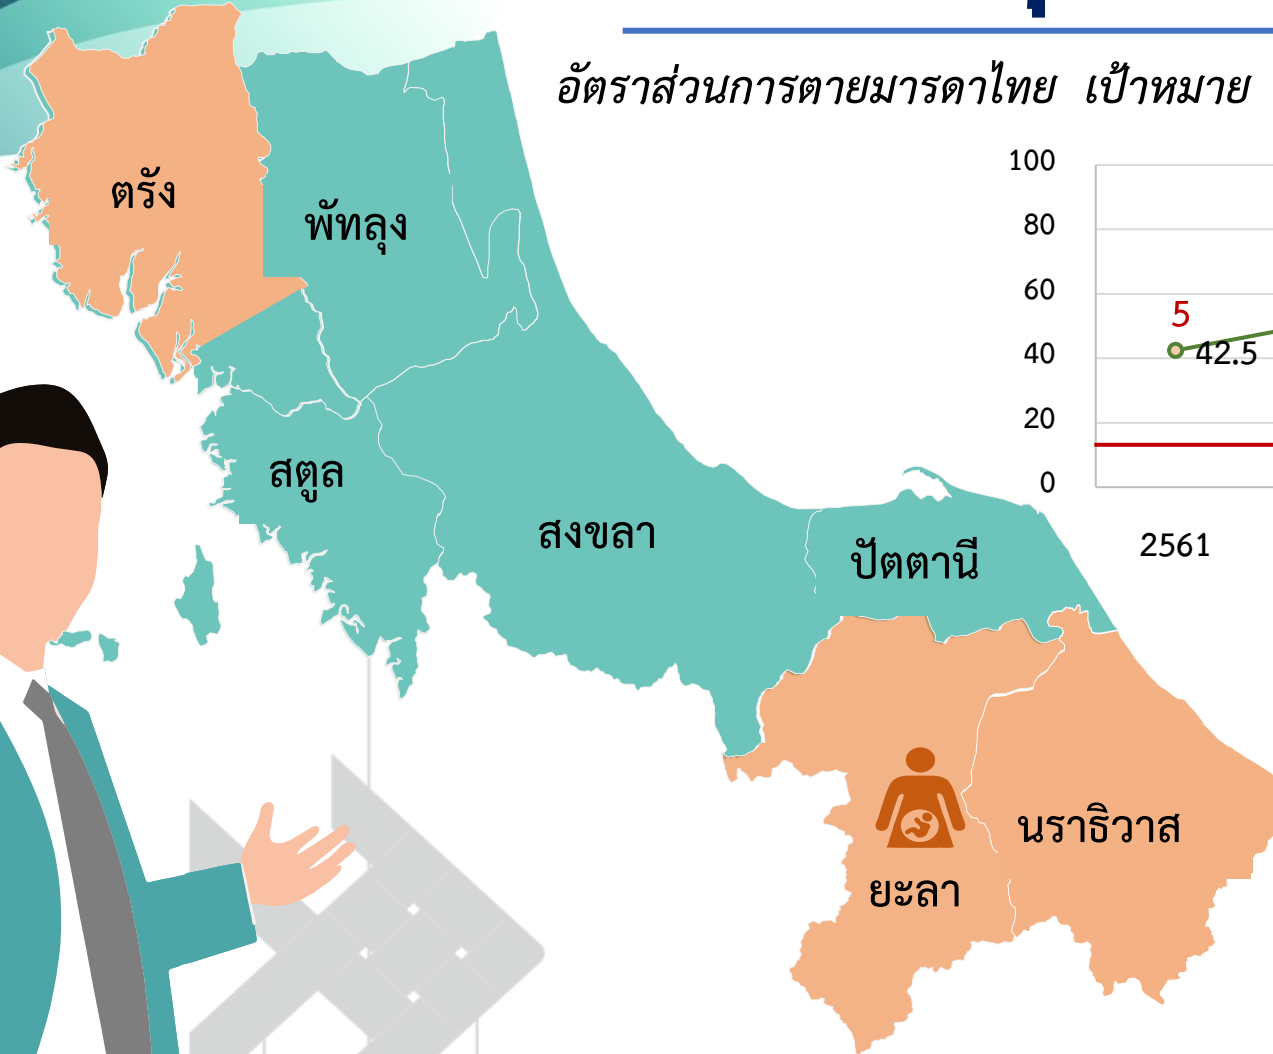 อัตราส่วนการตายมารดาไทย เป้าหมาย
100
80
60
5
42.5
40
20
0
2561
ตรัง
พัทลุง
สตูล
สงขลา
ปัตตานี
นราธิวาส
ยะลา